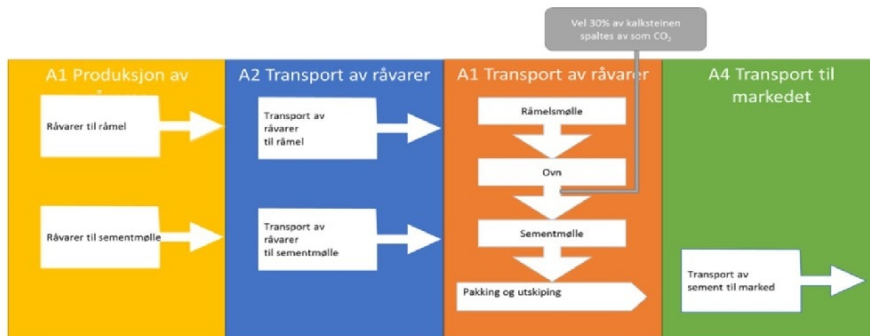 Vel 30% av kalksteinen
spaltes av som CO₂
A1 Produksjon av
Råvarer til råmel
Råvarer til sementmølle
A2 Transport av råvarer
Transport av
råvarer
til råmel
Transport av
råvarer
til sementmølle
A1 Transport av råvarer
Råmelsmølle
Ovn
Sementmølle
Pakking og utskiping
A4 Transport til
markedet
Transport av
sement til marked